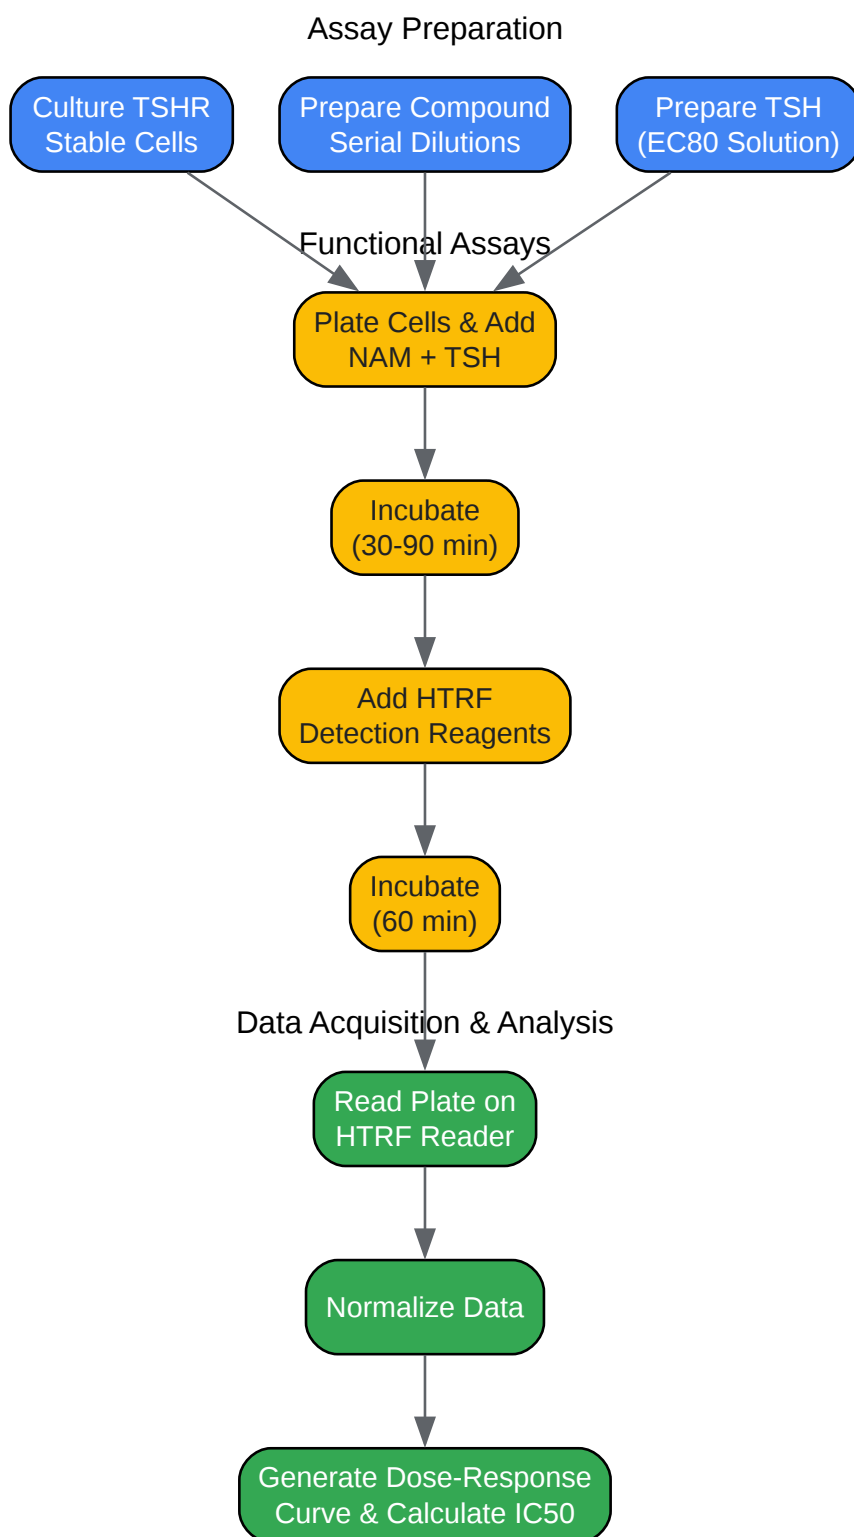 Assay Preparation
Culture TSHR
Stable Cells
Prepare Compound
Serial Dilutions
Prepare TSH
(EC80 Solution)
Functional Assays
Plate Cells & Add
NAM + TSH
Incubate
(30-90 min)
Add HTRF
Detection Reagents
Incubate
(60 min)
Data Acquisition & Analysis
Read Plate on
HTRF Reader
Normalize Data
Generate Dose-Response
Curve & Calculate IC50